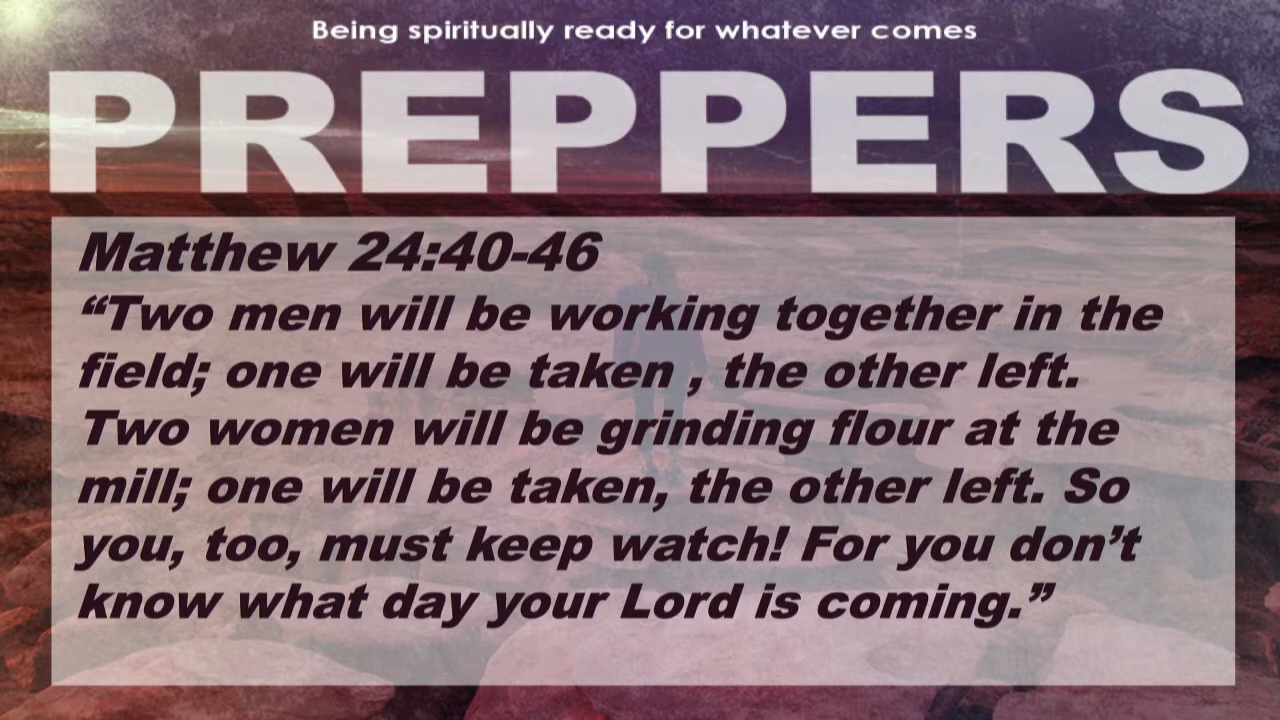 Being spiritually ready for whatever comes
PREPPERS
Matthew 24:40-46
“Two men will be working together in the
field; one will be taken , the other left.
Two women will be grinding flour at the
mill; one will be taken, the other left. So
you, too, must keep watch! For you don’t
know what day your Lord is coming.”